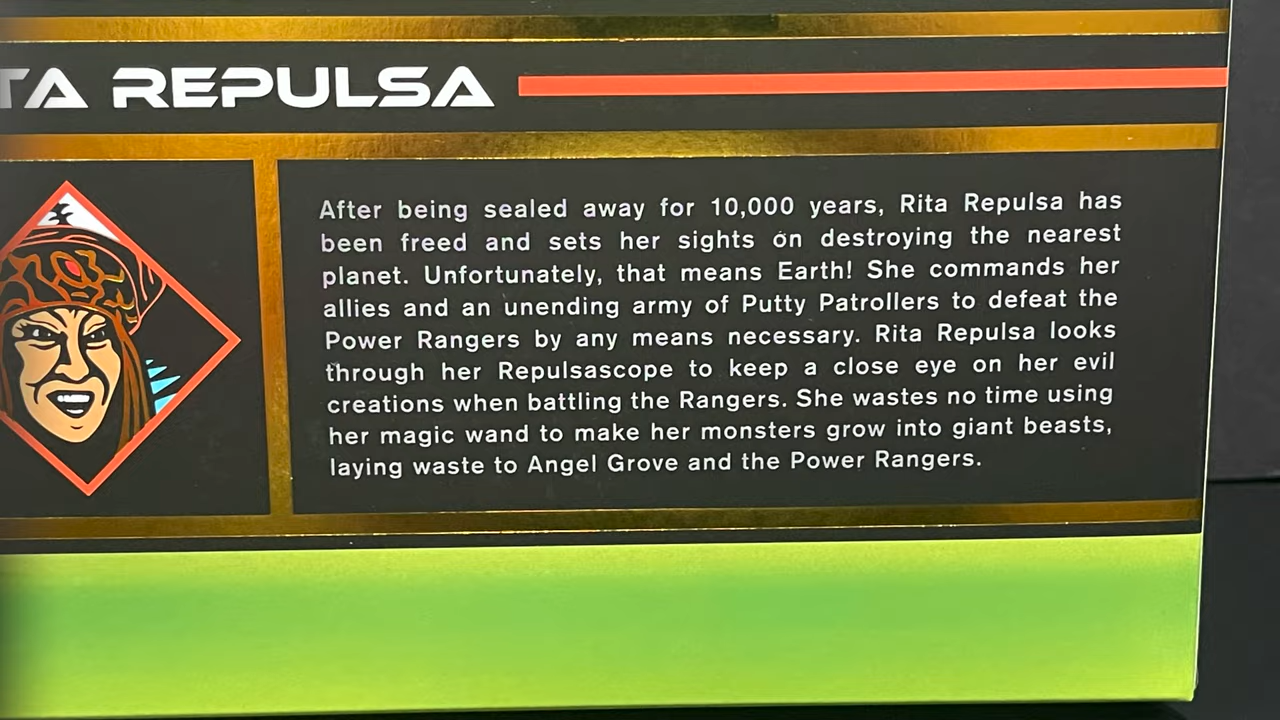 TA REPULSA
After being sealed away for 10,000 years, Rita Repulsa has
been freed and sets her sights on destroying the nearest
planet. Unfortunately, that means Earth! She commands her
allies and an unending army of Putty Patrollers to defeat the
Power Rangers by any means necessary. Rita Repulsa looks
through her Repulsascope to keep a close eye on her evil
creations when battling the Rangers. She wastes no time using
her magic wand to make her monsters grow into giant beasts,
laying waste to Angel Grove and the Power Rangers.